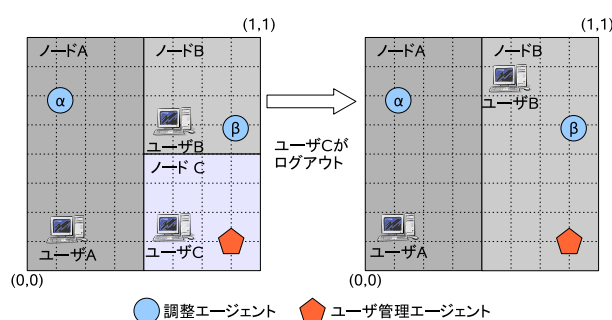 (1,1)
(1,1)
ノードA
ノードB
ノードA
ノードB
α
α
ユーザB
β
β
ユーザB
ノード C
ユーザCが
ログアウト
ユーザA
ユーザC
ユーザA
(0,0)
(0,0)
調整エージェント
ユーザ管理エージェント